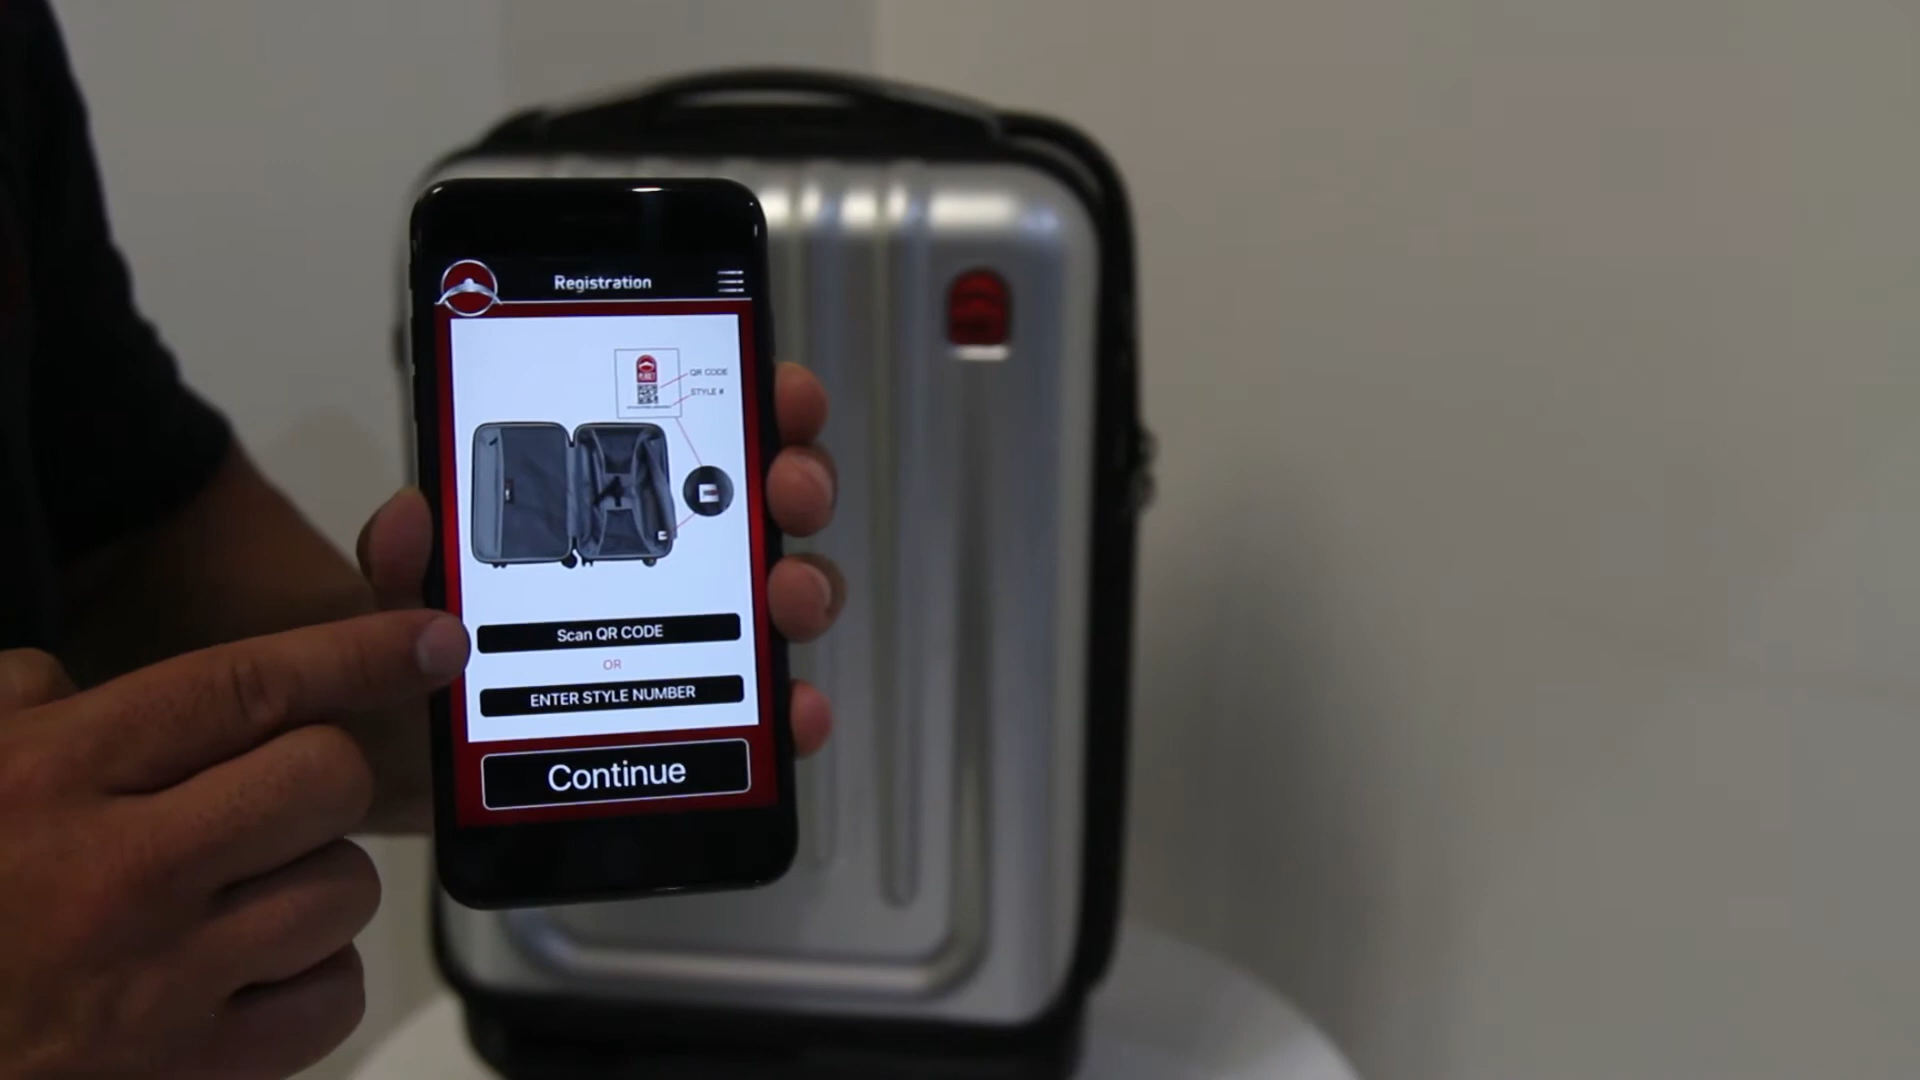 Registration
QR CODE
STYLE #
Scan QR CODE
OR
ENTER STYLE NUMBER
Continue